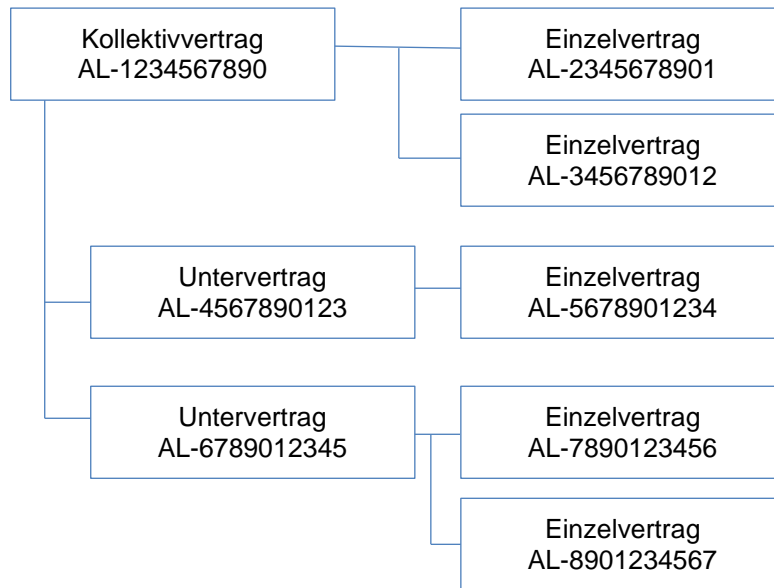 Kollektivvertrag
AL-1234567890
Einzelvertrag
AL-2345678901
Einzelvertrag
AL-3456789012
Untervertrag
AL-4567890123
Einzelvertrag
AL-5678901234
Untervertrag
AL-6789012345
Einzelvertrag
AL-7890123456
Einzelvertrag
AL-8901234567